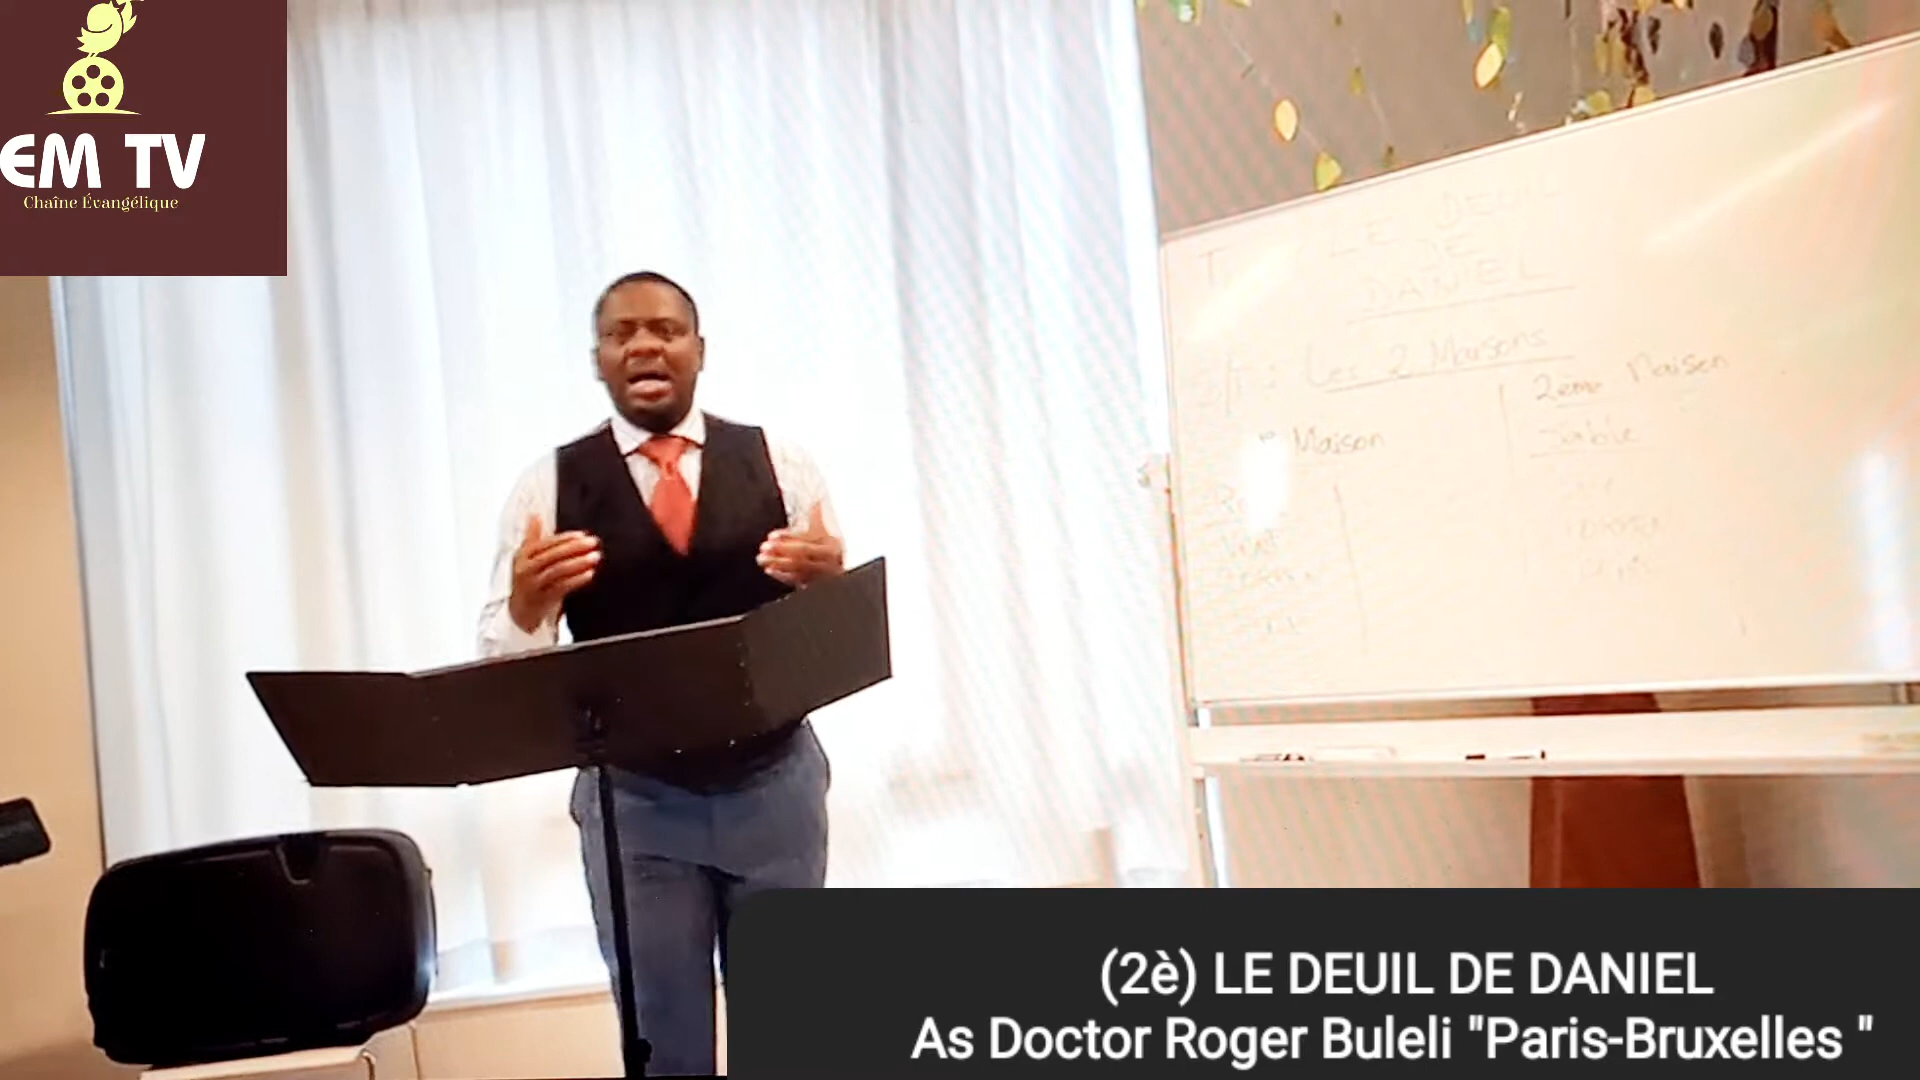 EM TV
Chaîne Évangélique
T
LE DEUIL
DE
DANIEL
S/T : Les 2 Maisons
Maison
2ème Maison
Sable
(2è) LE DEUIL DE DANIEL
As Doctor Roger Buleli "Paris-Bruxelles "